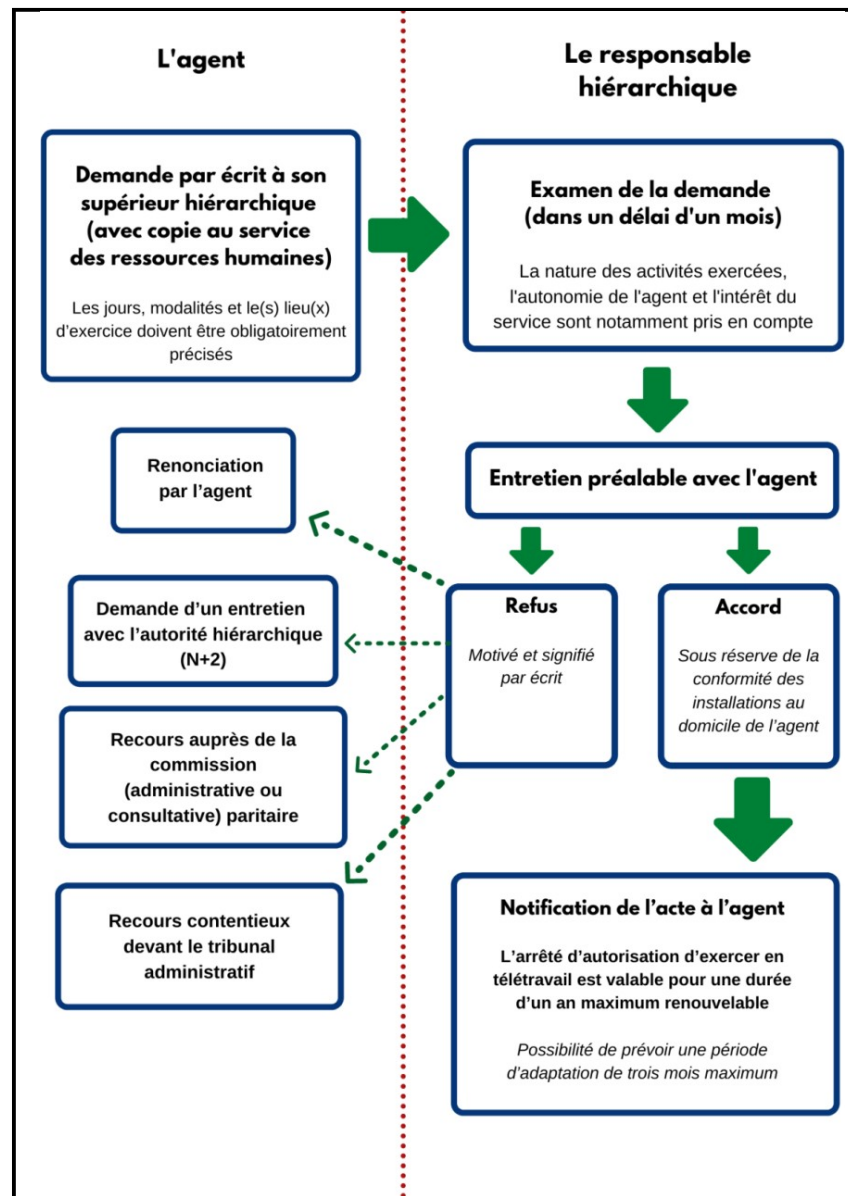 L'agent
Le responsable
hiérarchique
Demande par écrit à son
supérieur hiérarchique
(avec copie au service
des ressources humaines)
Les jours, modalités et le(s) lieu(x)
d'exercice doivent être obligatoirement
précisés
Examen de la demande
(dans un délai d'un mois)
La nature des activités exercées,
l'autonomie de l'agent et l'intérêt du
service sont notamment pris en compte
Entretien préalable avec l'agent
Refus
Motivé et signifié
par écrit
Accord
Sous réserve de la
conformité des
installations au
domicile de l'agent
Renonciation
par l'agent
Demande d'un entretien
avec l'autorité hiérarchique
(N+2)
Recours auprès de la
commission
(administrative ou
consultative) paritaire
Recours contentieux
devant le tribunal
administratif
Notification de l'acte à l'agent
L'arrêté d'autorisation d'exercer en
télétravail est valable pour une durée
d'un an maximum renouvelable
Possibilité de prévoir une période
d'adaptation de trois mois maximum